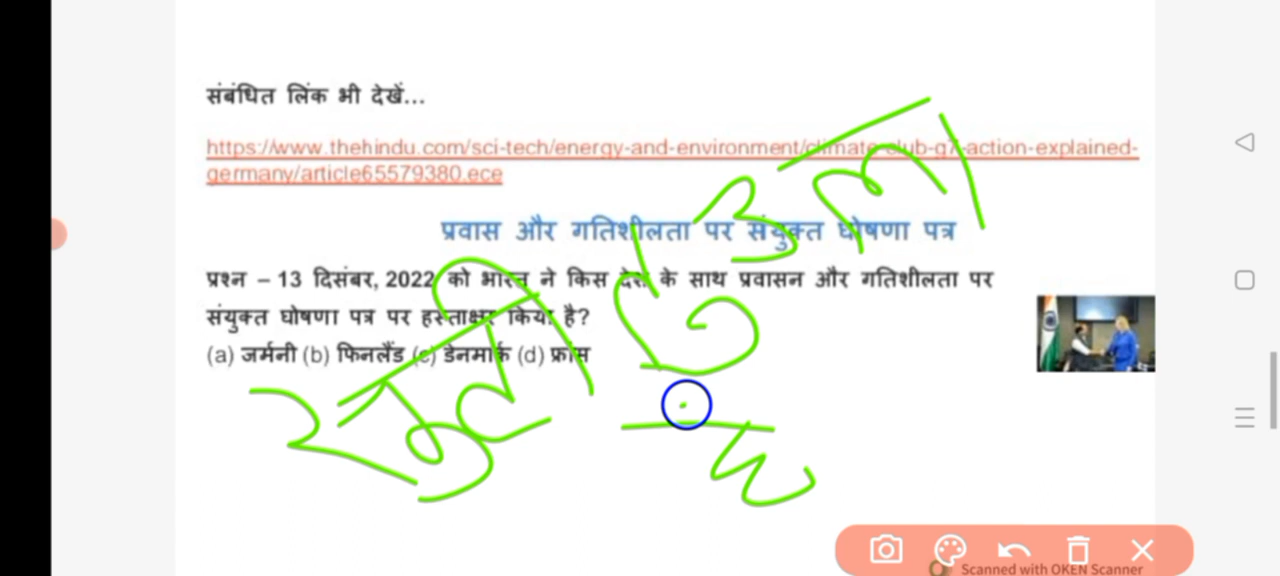 संबंधित लिंक भी देखें...
https://www.thehindu.com/sci-tech/energy-and-environment/climate-club-g7-action-explained-
germany/article65579380.ece
प्रवास और गतिशीलता पर संयुक्त घोषणा पत्र
प्रश्न – 13 दिसंबर, 2022 को भारत ने किस देश के साथ प्रवासन और गतिशीलता पर
संयुक्त घोषणा पत्र पर हस्ताक्षर किया है?
(a) जर्मनी (b) फिनलैंड (c) डेनमार्क (d) फ्रांस
Scanned with OKEN Scanner